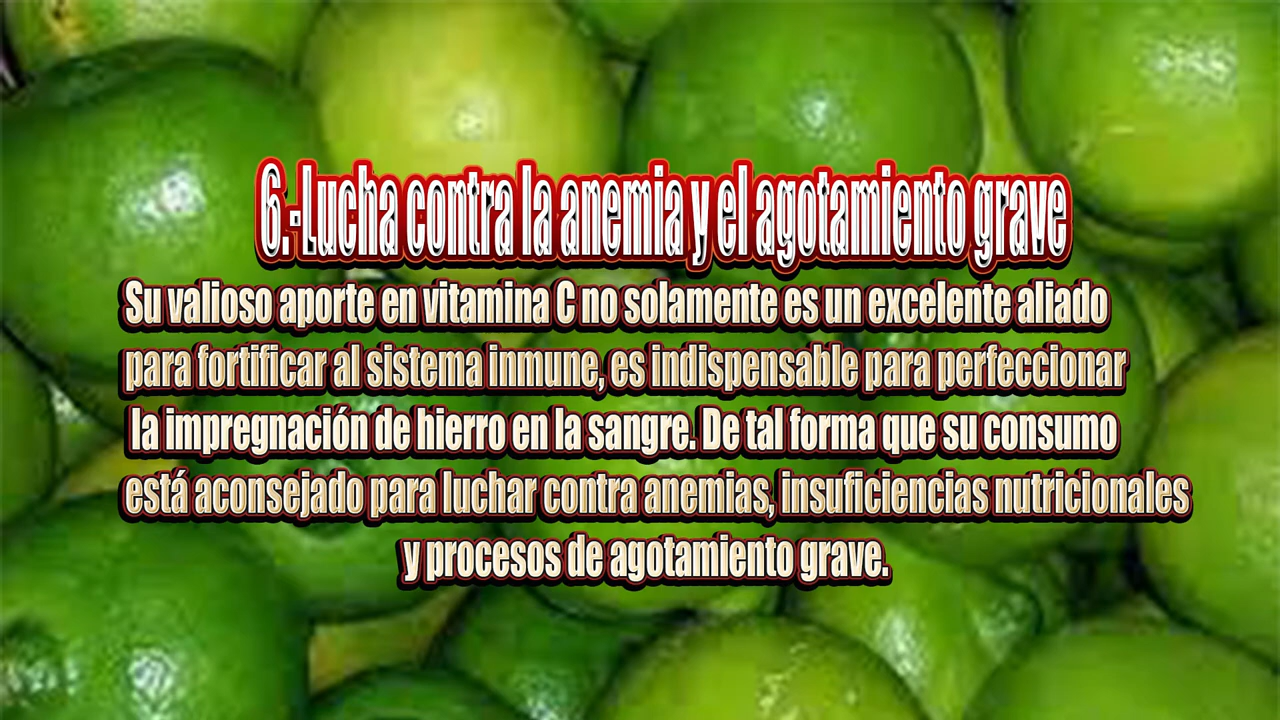 6.-Lucha contra la anemia y el agotamiento grave
Su valioso aporte en vitamina C no solamente es un excelente aliado
para fortificar al sistema inmune, es indispensable para perfeccionar
la impregnación de hierro en la sangre. De tal forma que su consumo
está aconsejado para luchar contra anemias, insuficiencias nutricionales
y procesos de agotamiento grave.